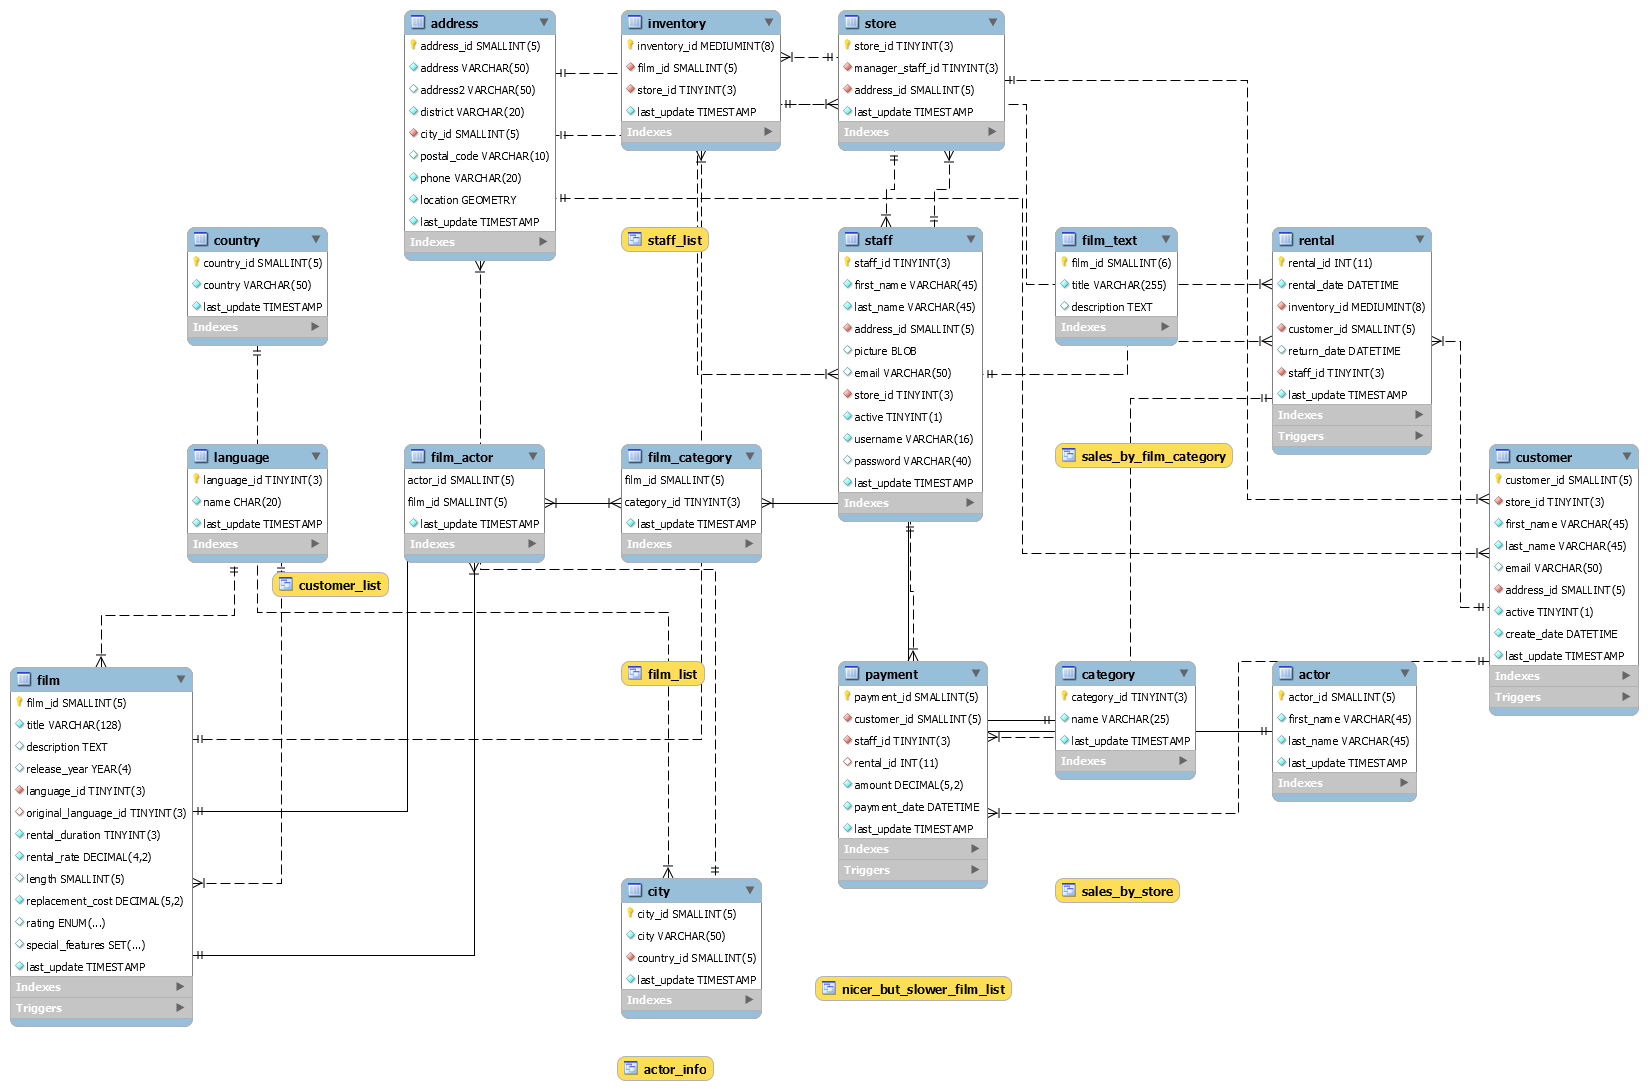 address
address_id SMALLINT(5)
address VARCHAR(50)
address2 VARCHAR(50)
district VARCHAR(20)
city_id SMALLINT(5)
postal_code VARCHAR(10)
phone VARCHAR(20)
location GEOMETRY
last_update TIMESTAMP
Indexes
inventory
inventory_id MEDIUMINT(8)
film_id SMALLINT(5)
store_id TINYINT(3)
last_update TIMESTAMP
Indexes
store
store_id TINYINT(3)
manager_staff_id TINYINT(3)
address_id SMALLINT(5)
last_update TIMESTAMP
Indexes
country
country_id SMALLINT(5)
country VARCHAR(50)
last_update TIMESTAMP
Indexes
staff_list
staff
staff_id TINYINT(3)
first_name VARCHAR(45)
last_name VARCHAR(45)
address_id SMALLINT(5)
picture BLOB
email VARCHAR(50)
store_id TINYINT(3)
active TINYINT(1)
username VARCHAR(16)
password VARCHAR(40)
last_update TIMESTAMP
Indexes
film_text
film_id SMALLINT(6)
title VARCHAR(255)
description TEXT
Indexes
rental
rental_id INT(11)
rental_date DATETIME
inventory_id MEDIUMINT(8)
customer_id SMALLINT(5)
return_date DATETIME
staff_id TINYINT(3)
last_update TIMESTAMP
Indexes
Triggers
language
language_id TINYINT(3)
name CHAR(20)
last_update TIMESTAMP
Indexes
film_actor
actor_id SMALLINT(5)
film_id SMALLINT(5)
last_update TIMESTAMP
Indexes
film_category
film_id SMALLINT(5)
category_id TINYINT(3)
last_update TIMESTAMP
Indexes
sales_by_film_category
customer
customer_id SMALLINT(5)
store_id TINYINT(3)
first_name VARCHAR(45)
last_name VARCHAR(45)
email VARCHAR(50)
address_id SMALLINT(5)
active TINYINT(1)
create_date DATETIME
last_update TIMESTAMP
Indexes
Triggers
customer_list
film
film_id SMALLINT(5)
title VARCHAR(128)
description TEXT
release_year YEAR(4)
language_id TINYINT(3)
original_language_id TINYINT(3)
rental_duration TINYINT(3)
rental_rate DECIMAL(4,2)
length SMALLINT(5)
replacement_cost DECIMAL(5,2)
rating ENUM(...)
special_features SET(...)
last_update TIMESTAMP
Indexes
Triggers
film_list
payment
payment_id SMALLINT(5)
customer_id SMALLINT(5)
staff_id TINYINT(3)
rental_id INT(11)
amount DECIMAL(5,2)
payment_date DATETIME
last_update TIMESTAMP
Indexes
Triggers
category
category_id TINYINT(3)
name VARCHAR(25)
last_update TIMESTAMP
Indexes
actor
actor_id SMALLINT(5)
first_name VARCHAR(45)
last_name VARCHAR(45)
last_update TIMESTAMP
Indexes
city
city_id SMALLINT(5)
city VARCHAR(50)
country_id SMALLINT(5)
last_update TIMESTAMP
Indexes
sales_by_store
nicer_but_slower_film_list
actor_info